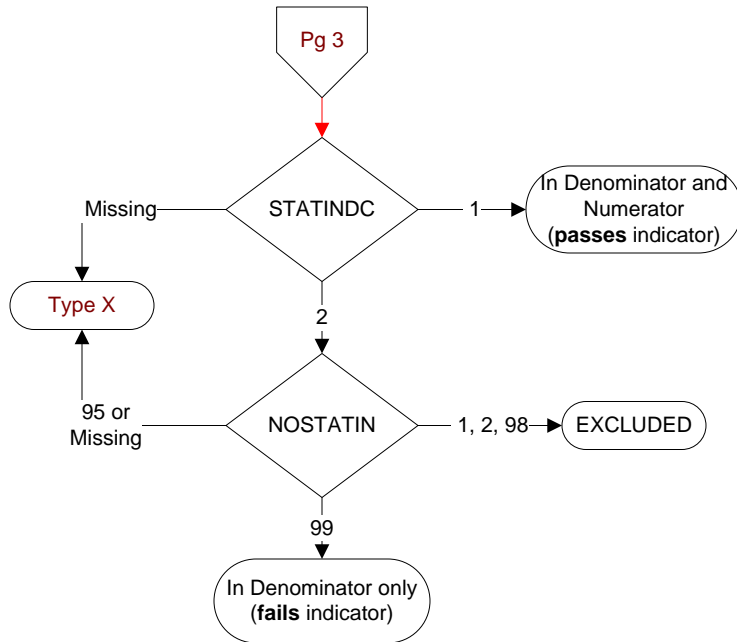 Pg 3
STATINDC
Missing
1
In Denominator and
Numerator
(passes indicator)
Type X
2
NOSTATIN
95 or
Missing
1, 2, 98
EXCLUDED
99
In Denominator only
(fails indicator)